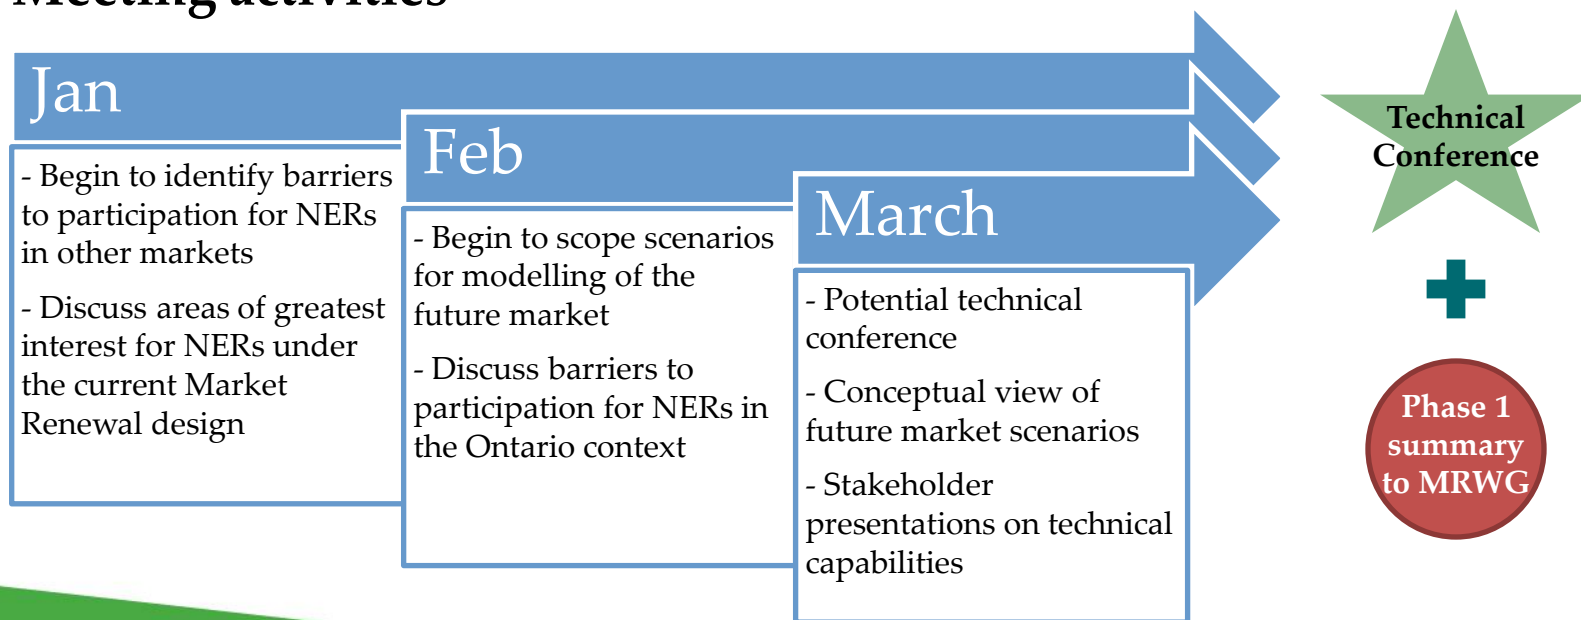 Meeting activities
Jan
- Begin to identify barriers
to participation for NERs
in other markets
- Discuss areas of greatest
interest for NERs under
the current Market
Renewal design
Feb
- Begin to scope scenarios
for modelling of the
future market
- Discuss barriers to
participation for NERs in
the Ontario context
March
- Potential technical
conference
- Conceptual view of
future market scenarios
- Stakeholder
presentations on technical
capabilities
Technical
Conference
Phase 1
summary
to MRWG